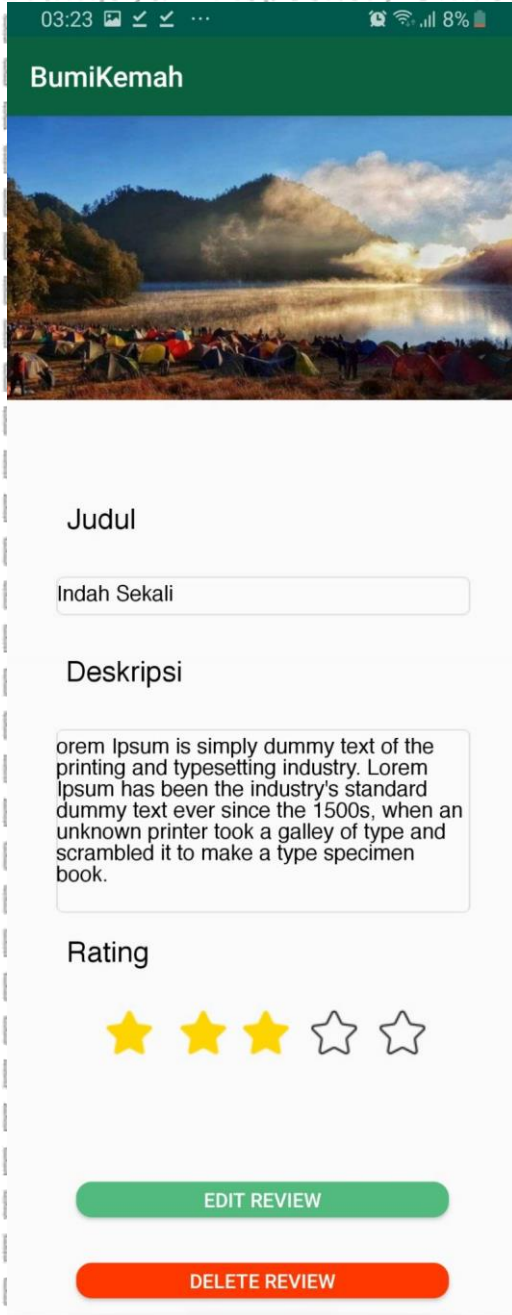 03:23 ... 8%
BumiKemah
Judul
Indah Sekali
Deskripsi
orem Ipsum is simply dummy text of the
printing and typesetting industry. Lorem
Ipsum has been the industry's standard
dummy text ever since the 1500s, when an
unknown printer took a galley of type and
scrambled it to make a type specimen
book.
Rating
EDIT REVIEW
DELETE REVIEW